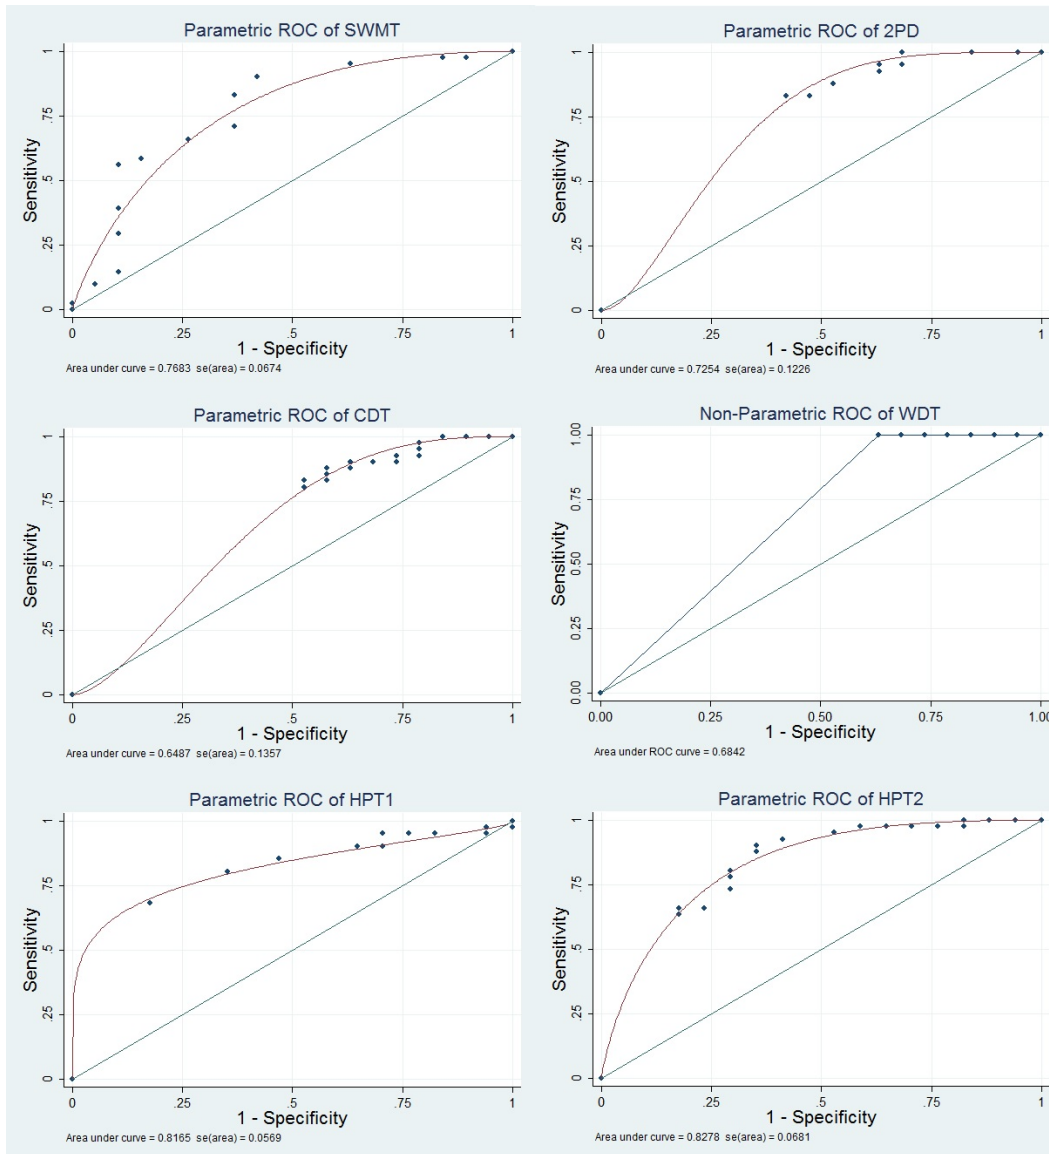 Parametric ROC of SWMT
Sensitivity
1
.75
.5
.25
0
0 .25 .5 .75 1
1 - Specificity
Area under curve = 0.7683 se(area) = 0.0674
Parametric ROC of 2PD
Sensitivity
1
.75
.5
.25
0
0 .25 .5 .75 1
1 - Specificity
Area under curve = 0.7254 se(area) = 0.1226
Parametric ROC of CDT
Sensitivity
1
.75
.5
.25
0
0 .25 .5 .75 1
1 - Specificity
Area under curve = 0.6487 se(area) = 0.1357
Non-Parametric ROC of WDT
Sensitivity
1.00
0.75
0.50
0.25
0.00
0.00 0.25 0.50 0.75 1.00
1 - Specificity
Area under ROC curve = 0.6842
Parametric ROC of HPT1
Sensitivity
1
.75
.5
.25
0
0 .25 .5 .75 1
1 - Specificity
Area under curve = 0.8165 se(area) = 0.0569
Parametric ROC of HPT2
Sensitivity
1
.75
.5
.25
0
0 .25 .5 .75 1
1 - Specificity
Area under curve = 0.8278 se(area) = 0.0681